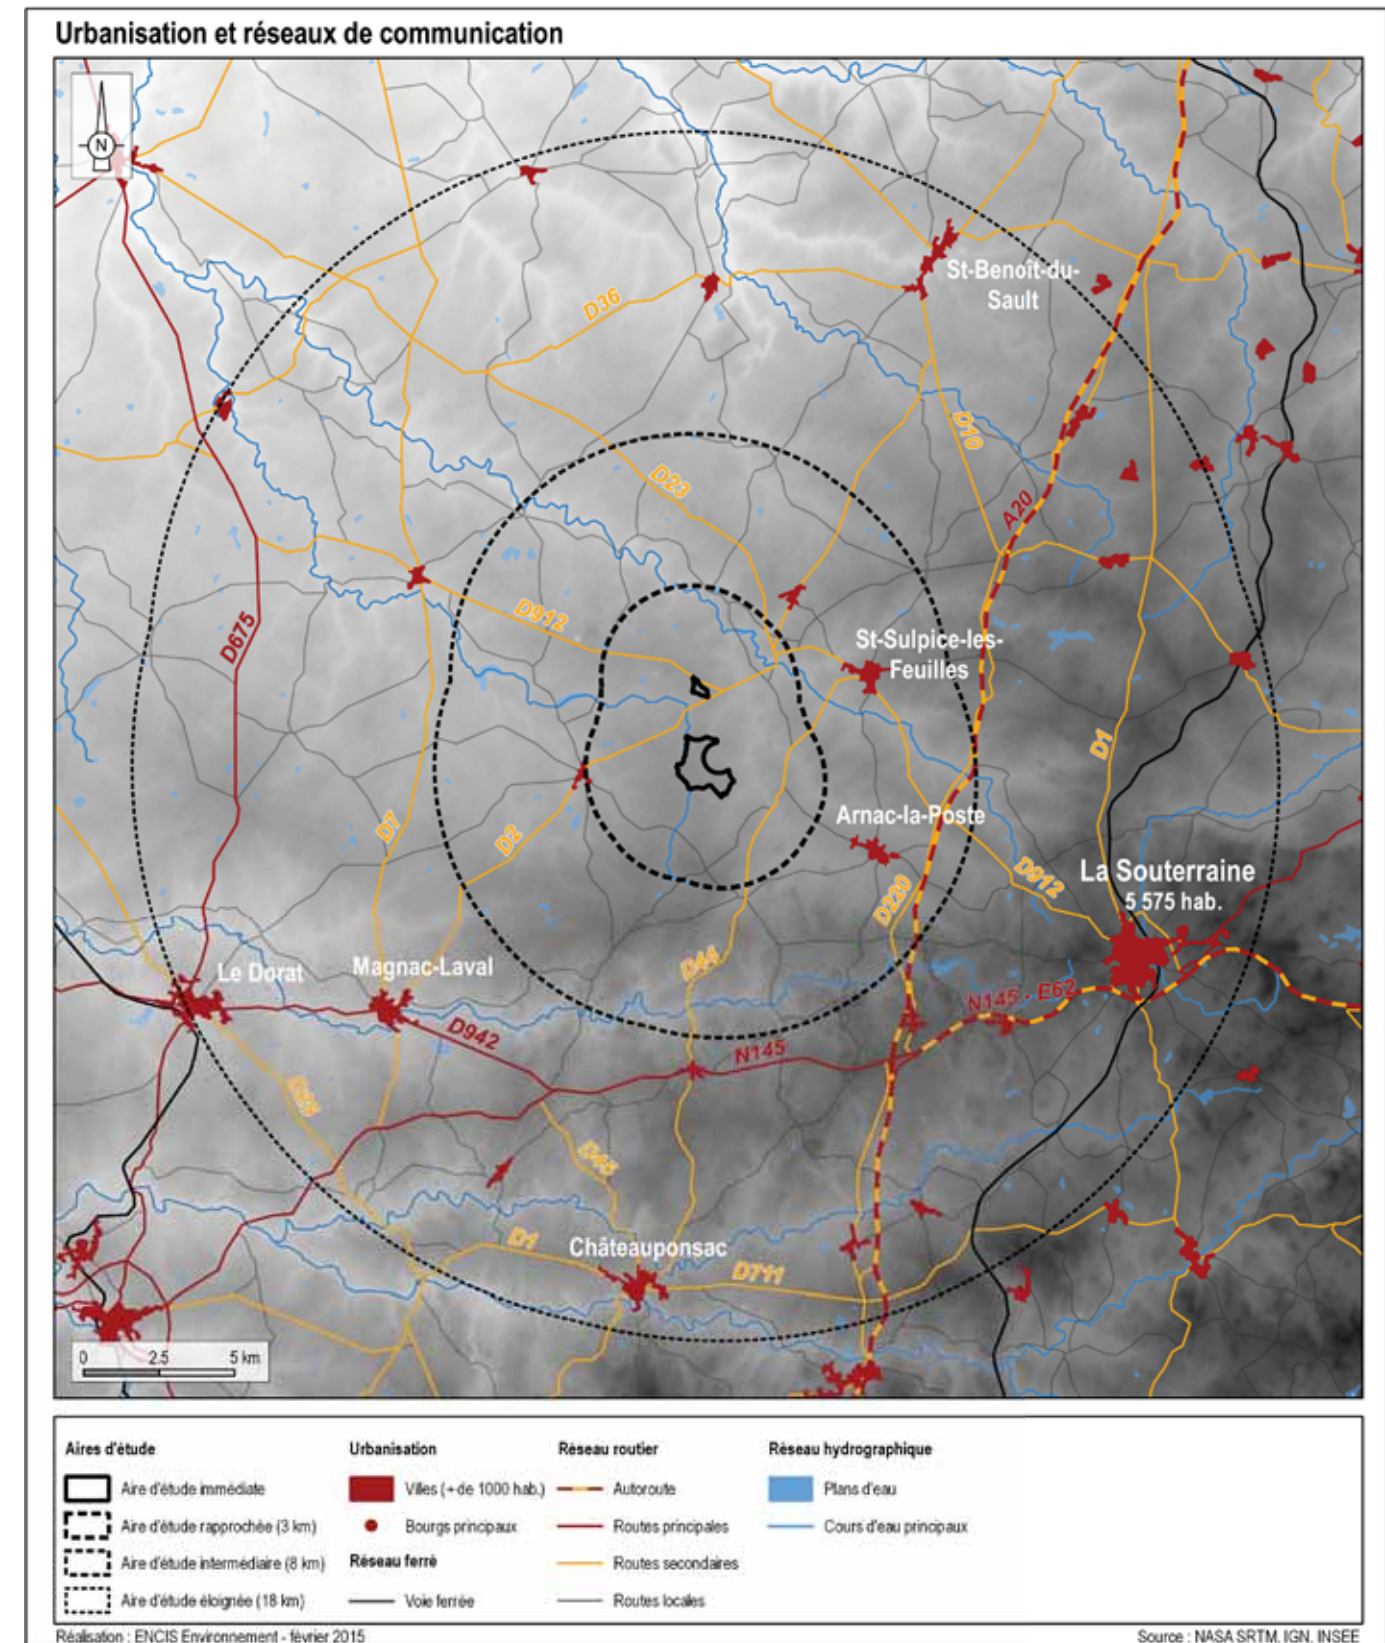 Urbanisation et réseaux de communication
N
St-Benoît-du-
Sault
D36
D10
D23
A20
D912
D675
St-Sulpice-les-
Feuilles
D1
D7
D2
Arnac-la-Poste
La Souterraine
5 575 hab.
D912
D220
Le Dorat
Magnac-Laval
D44
N145 - E62
D942
N145
D45
D1
Châteauponsac
D711
0 2.5 5 km
Aires d'étude
Aire d'étude immédiate
Aire d'étude rapprochée (3 km)
Aire d'étude intermédiaire (8 km)
Aire d'étude éloignée (18 km)
Urbanisation
Villes (+ de 1000 hab.)
Bourgs principaux
Réseau ferré
Voie ferrée
Réseau routier
Autoroute
Routes principales
Routes secondaires
Routes locales
Réseau hydrographique
Plans d'eau
Cours d'eau principaux
Réalisation : ENCIS Environnement - février 2015
Source : NASA SRTM, IGN, INSEE